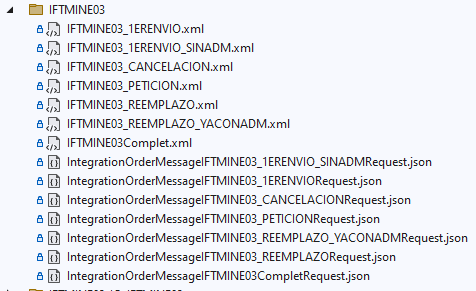 IFTMINE03
IFTMINE03_1ERENVIO.xml
IFTMINE03_1ERENVIO_SINADM.xml
IFTMINE03_CANCELACION.xml
IFTMINE03_PETICION.xml
IFTMINE03_REEMPLAZO.xml
IFTMINE03_REEMPLAZO_YACONADM.xml
IFTMINE03Complet.xml
IntegrationOrderMessageIFTMINE03_1ERENVIO_SINADMRequest.json
IntegrationOrderMessageIFTMINE03_1ERENVIORequest.json
IntegrationOrderMessageIFTMINE03_CANCELACIONRequest.json
IntegrationOrderMessageIFTMINE03_PETICIONRequest.json
IntegrationOrderMessageIFTMINE03_REEMPLAZO_YACONADMRequest.json
IntegrationOrderMessageIFTMINE03_REEMPLAZORequest.json
IntegrationOrderMessageIFTMINE03CompletRequest.json